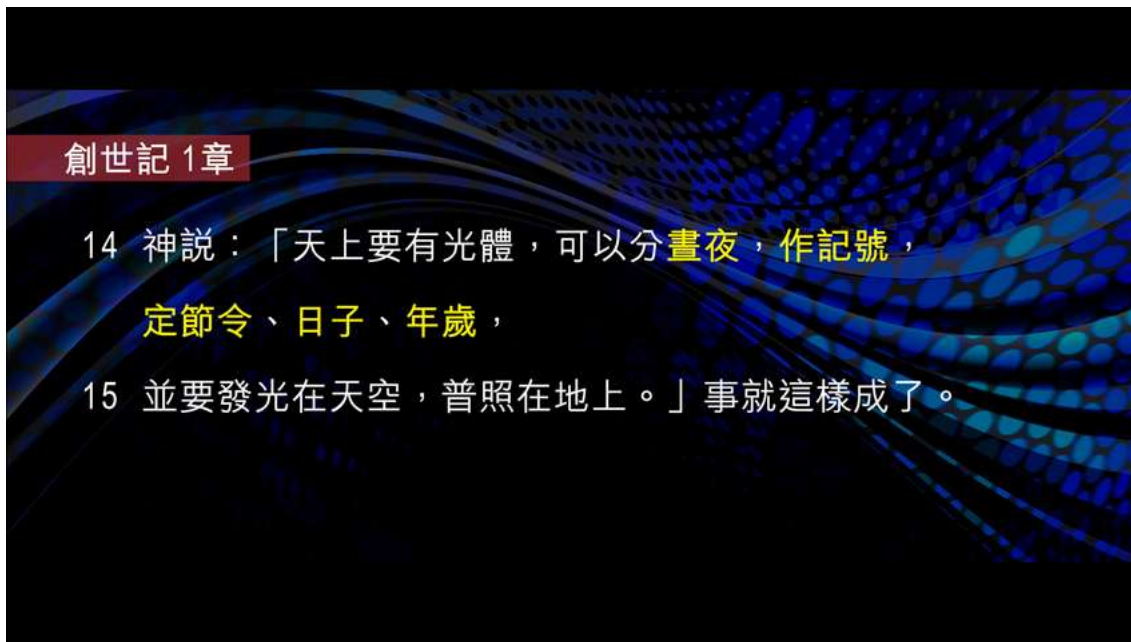 創世記 1章
14 神説：「天上要有光體，可以分晝夜，作記號，
定節令、日子、年歲，
15 並要發光在天空，普照在地上。」事就這樣成了。